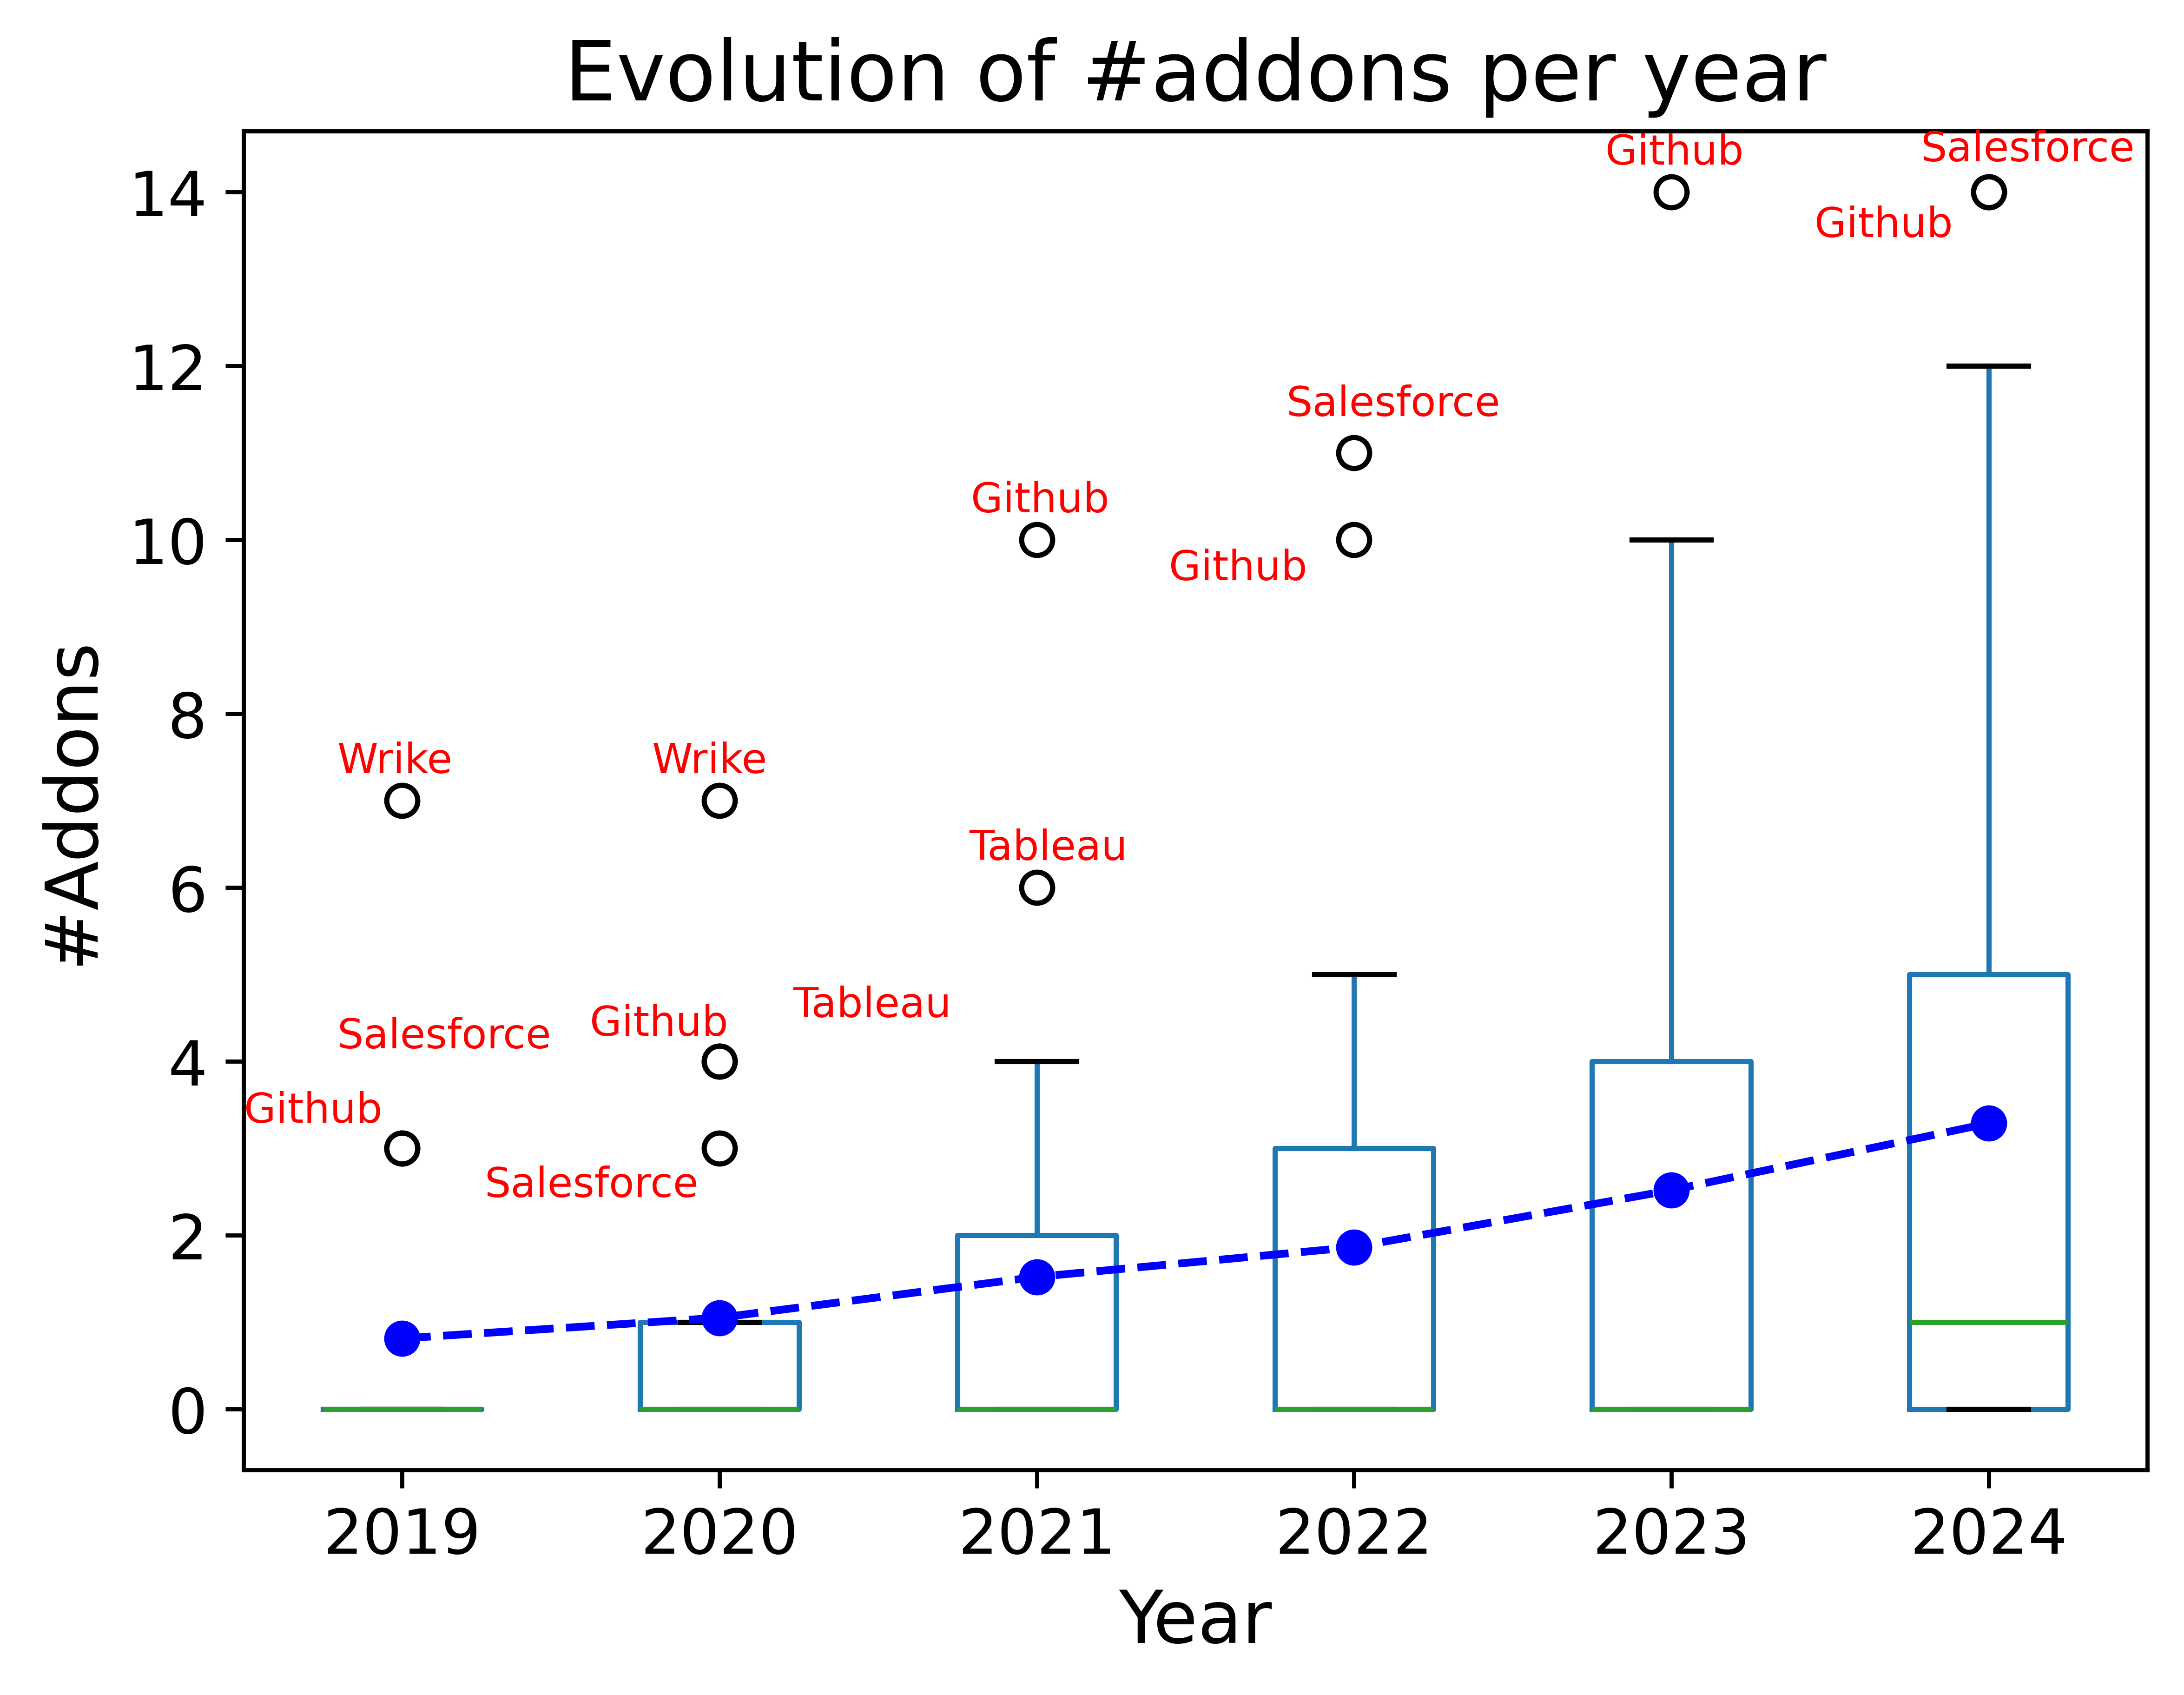 Evolution of #addons per year
Github
Salesforce
14
Github
12
Salesforce
Github
10
Github
#Addons
8
Wrike
Wrike
Tableau
6
Tableau
Github
Salesforce
4
Github
Salesforce
2
0
2019 2020 2021 2022 2023 2024
Year